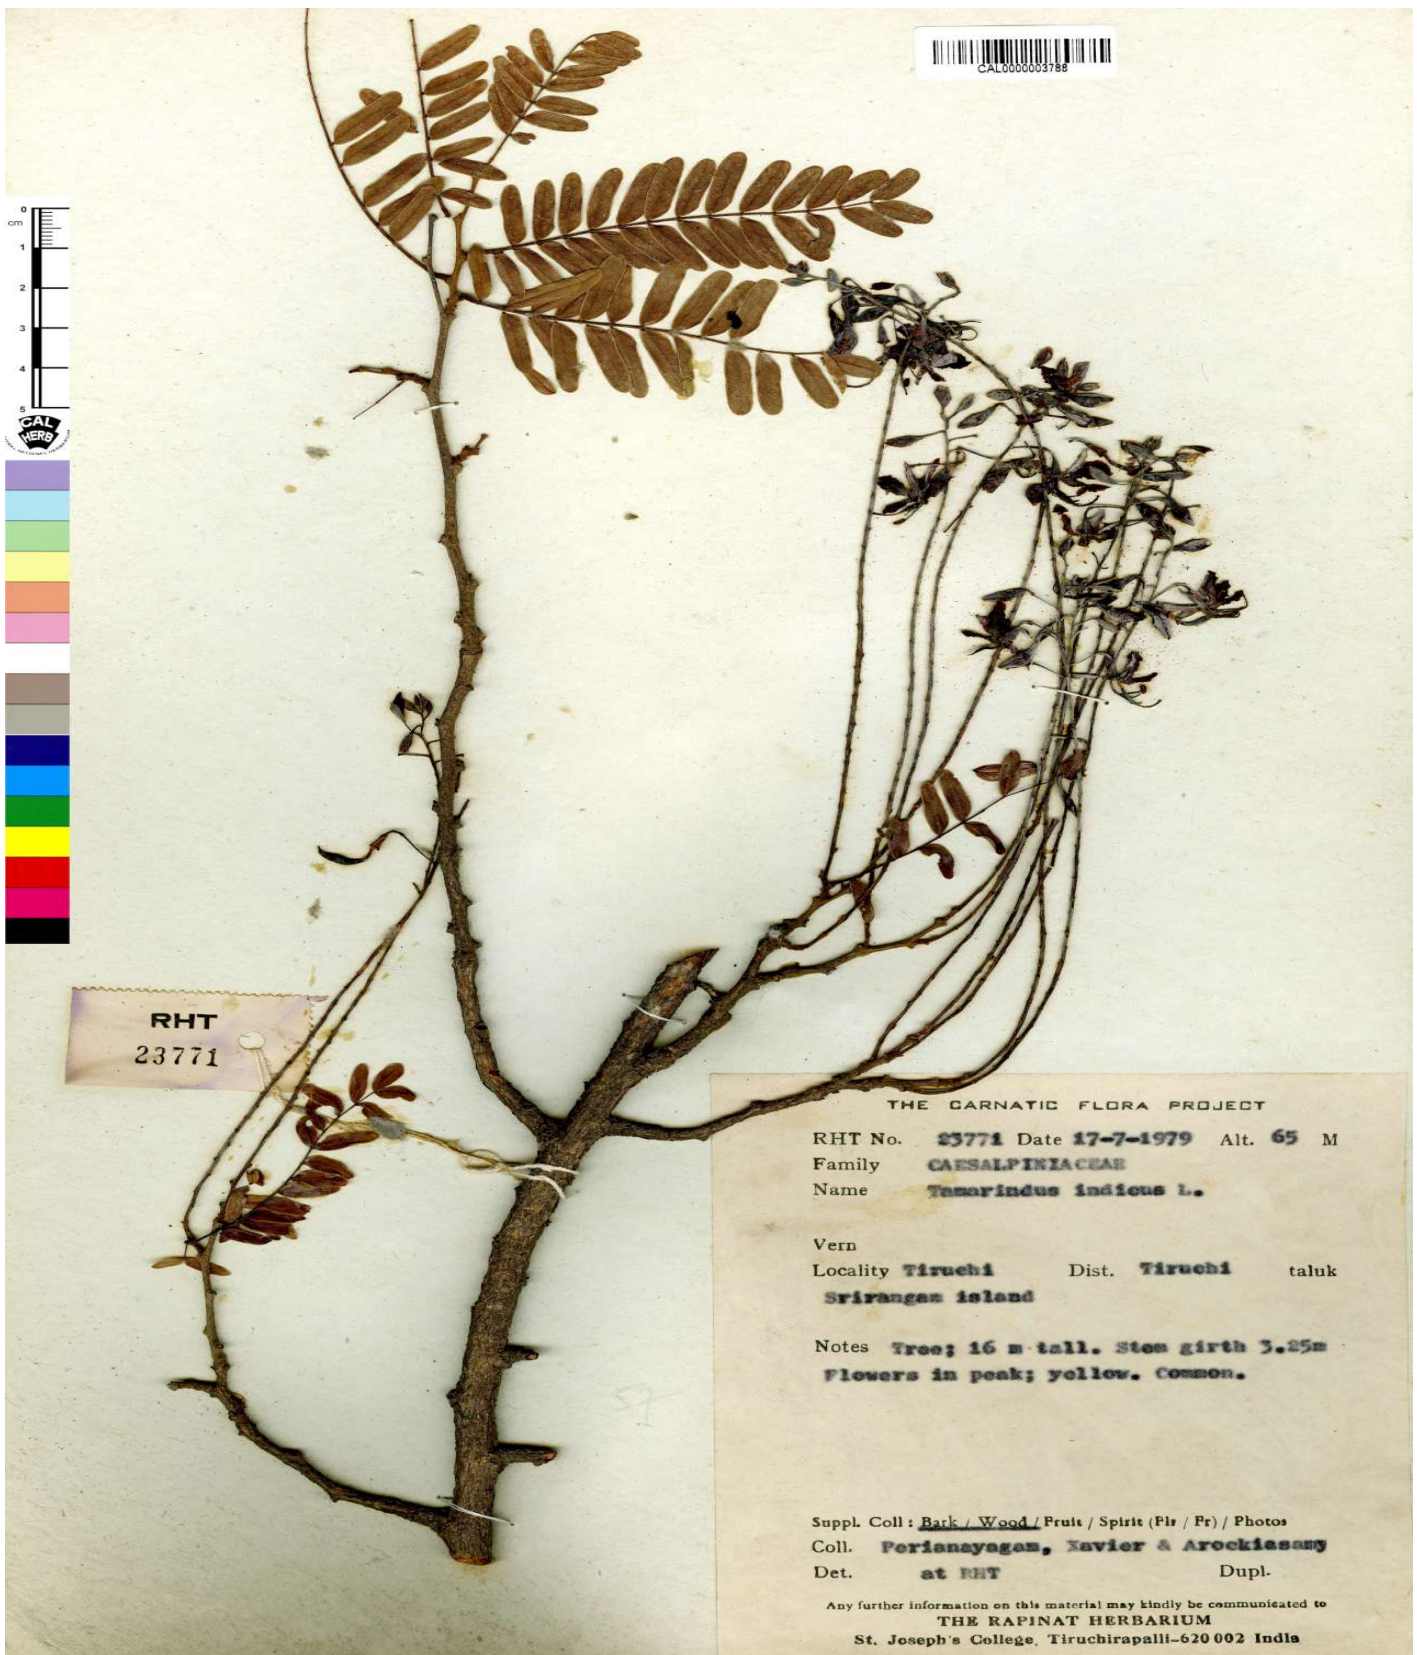 CAL0000003788
0
cm
1
2
3
4
5
CAL
HERB
RHT
23771
THE CARNATIC FLORA PROJECT
RHT No. 23771 Date 17-7-1979 Alt. 65 M
Family CAESALPINIACEAE
Name Tamarindus indicus L.
Vern
Locality Tiruchi Dist. Tiruchi taluk
Srirangam island
Notes Tree; 16 m tall. Stem girth 3.25m
Flowers in peak; yellow. Common.
Suppl. Coll : Bark / Wood / Fruit / Spirit (Flr / Fr) / Photos
Coll. Perianayagam, Xavier & Arockiasamy
Det. at RHT Dupl.
Any further information on this material may kindly be communicated to
THE RAPINAT HERBARIUM
St. Joseph's College, Tiruchirapalli-620 002 India